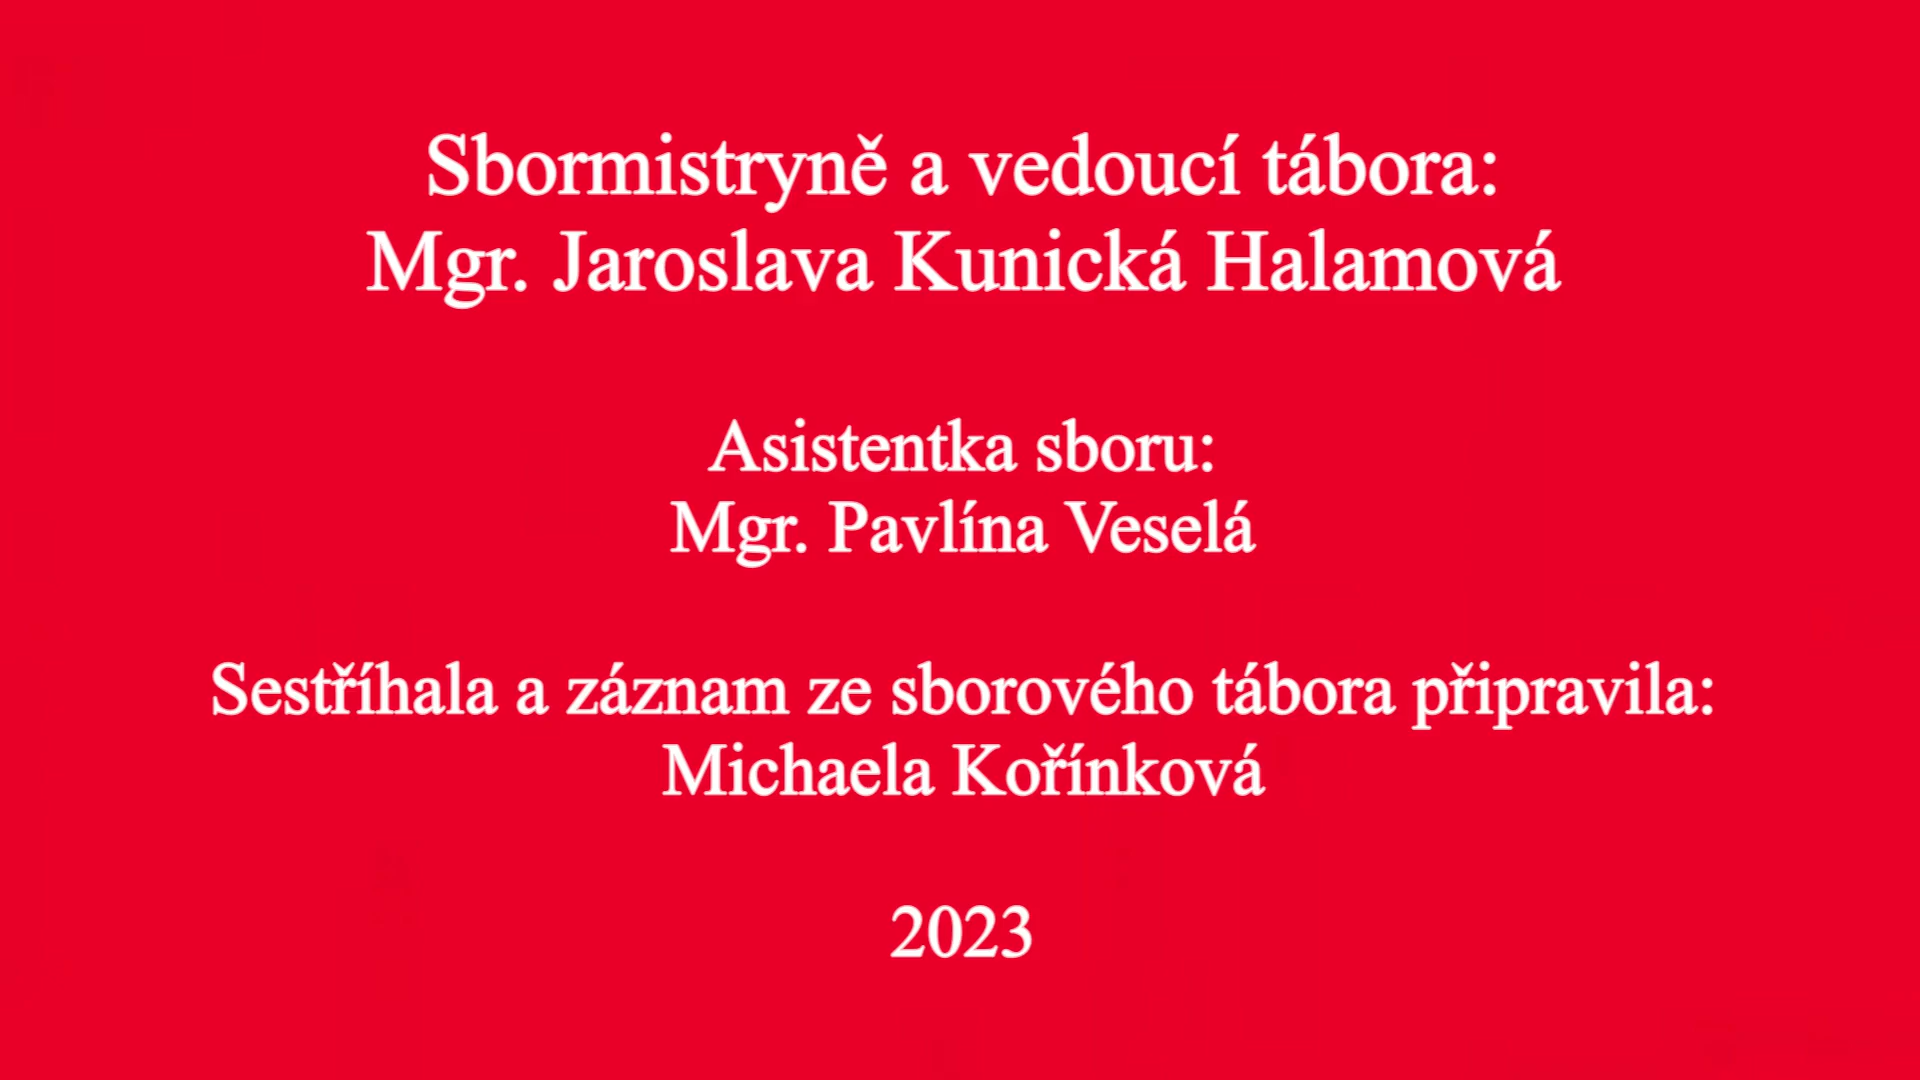 Sbormistryně a vedoucí tábora:
Mgr. Jaroslava Kunická Halamová
Asistentka sboru:
Mgr. Pavlína Veselá
Sestříhala a záznam ze sborového tábora připravila:
Michaela Kořínková
2023